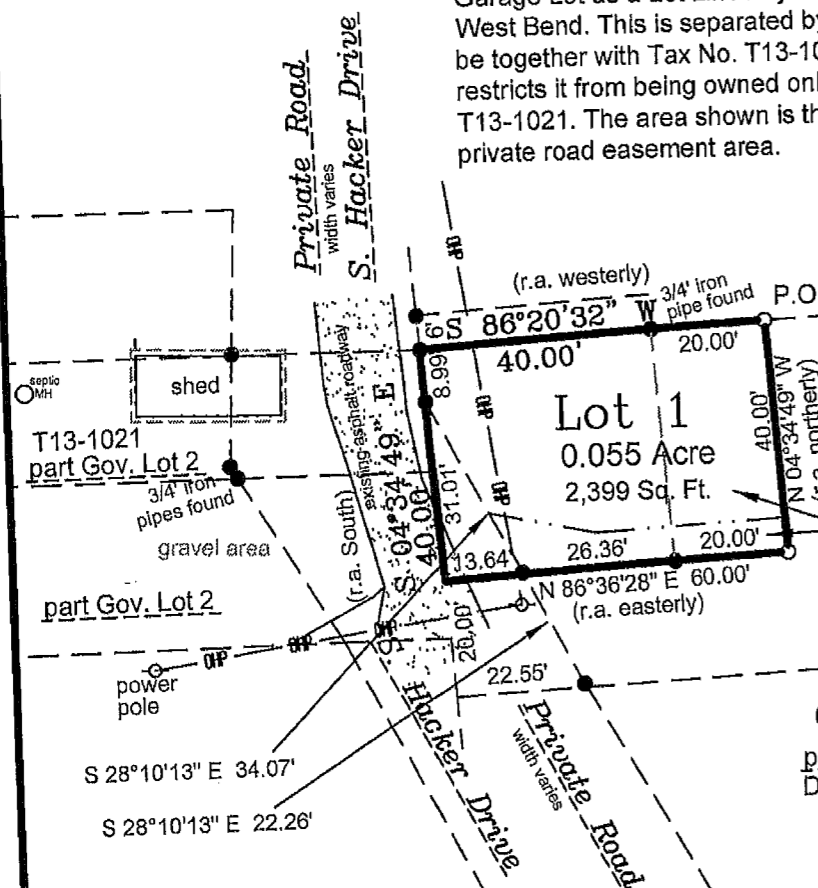 West Bend. This is separated by
be together with Tax No. T13-10
restricts it from being owned onl
T13-1021. The area shown is th
private road easement area.
Private Road
width varies
S. Hacker Drive
OHP
(r.a. westerly)
S 86°20'32" W
3/4' iron
pipe found
P.O
40.00'
20.00'
8.99'
shed
septic
MH
OHP
existing asphalt roadway
Lot 1
0.055 Acre
2,399 Sq. Ft.
40.00'
N 04°34'49" W
T13-1021
part Gov. Lot 2
3/4' iron
pipes found
S 04°34'49" E
40.00'
31.01'
OHP
(r.a. South)
gravel area
13.64'
26.36'
20.00'
N 86°36'28" E 60.00'
(r.a. easterly)
part Gov. Lot 2
OHP
OHP
OHP
20.00'
power
pole
22.55'
S. Hacker Drive
Private Road
width varies
S 28°10'13" E 34.07'
S 28°10'13" E 22.26'